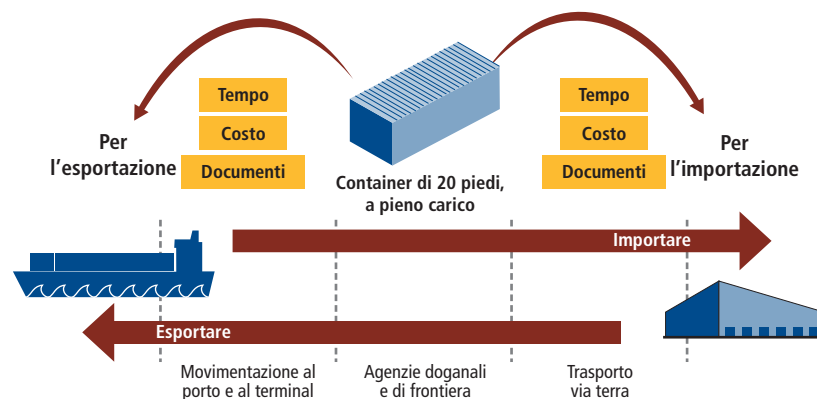 Tempo
Costo
Documenti
Per
l'esportazione
Container di 20 piedi,
a pieno carico
Tempo
Costo
Documenti
Per
l'importazione
Importare
Esportare
Movimentazione al
porto e al terminal
Agenzie doganali
e di frontiera
Trasporto
via terra